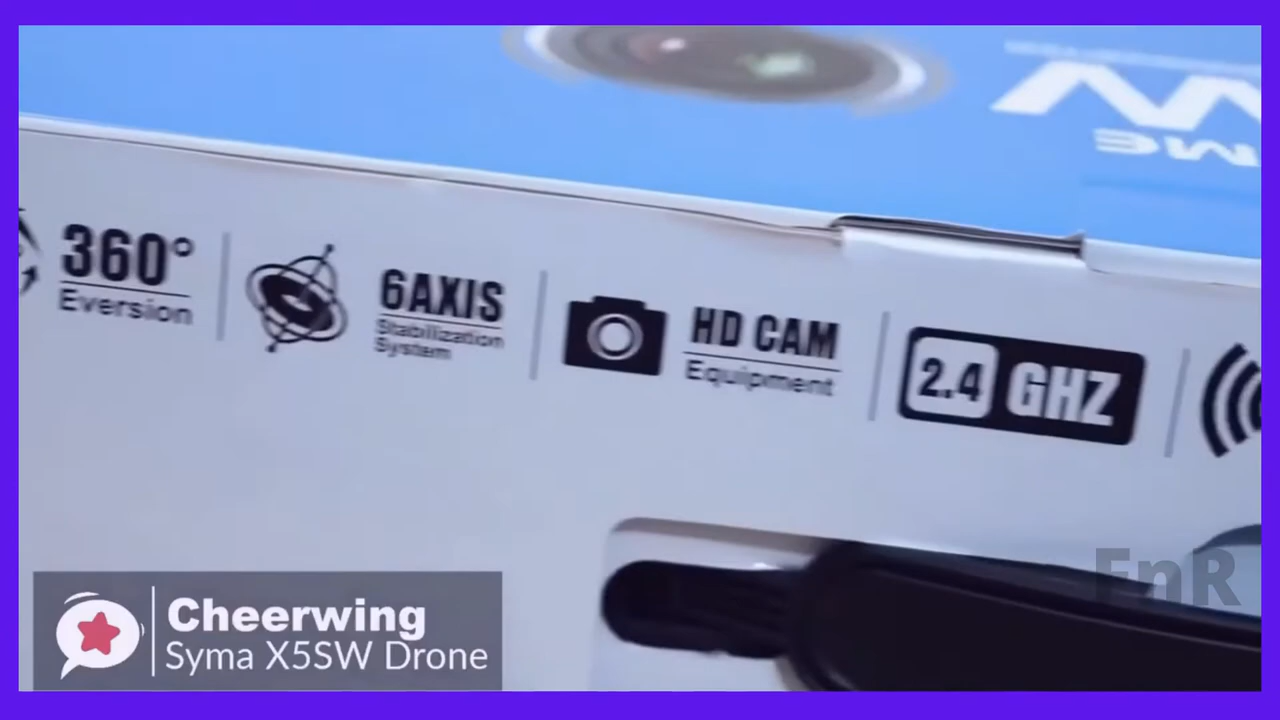 360°
Eversion
6AXIS
Stabilization
System
HD CAM
Equipment
2.4 GHZ
FnR
Cheerwing
Syma X5SW Drone